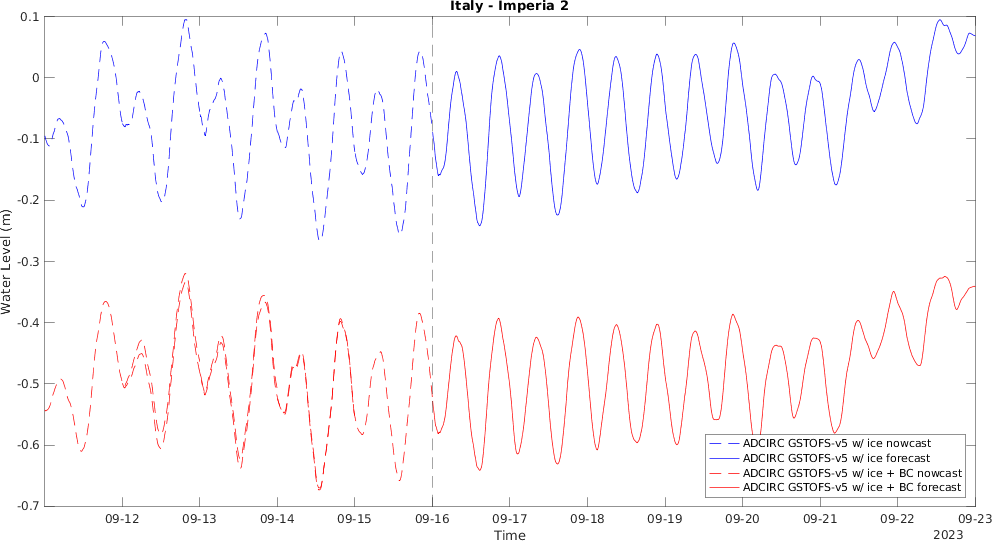 Italy - Imperia 2
0.1
0
-0.1
-0.2
-0.3
-0.4
-0.5
-0.6
-0.7
Water Level (m)
ADCIRC GSTOFS-v5 w/ ice nowcast
ADCIRC GSTOFS-v5 w/ ice forecast
ADCIRC GSTOFS-v5 w/ ice + BC nowcast
ADCIRC GSTOFS-v5 w/ ice + BC forecast
09-12 09-13 09-14 09-15 09-16 09-17 09-18 09-19 09-20 09-21 09-22 09-23
Time
2023